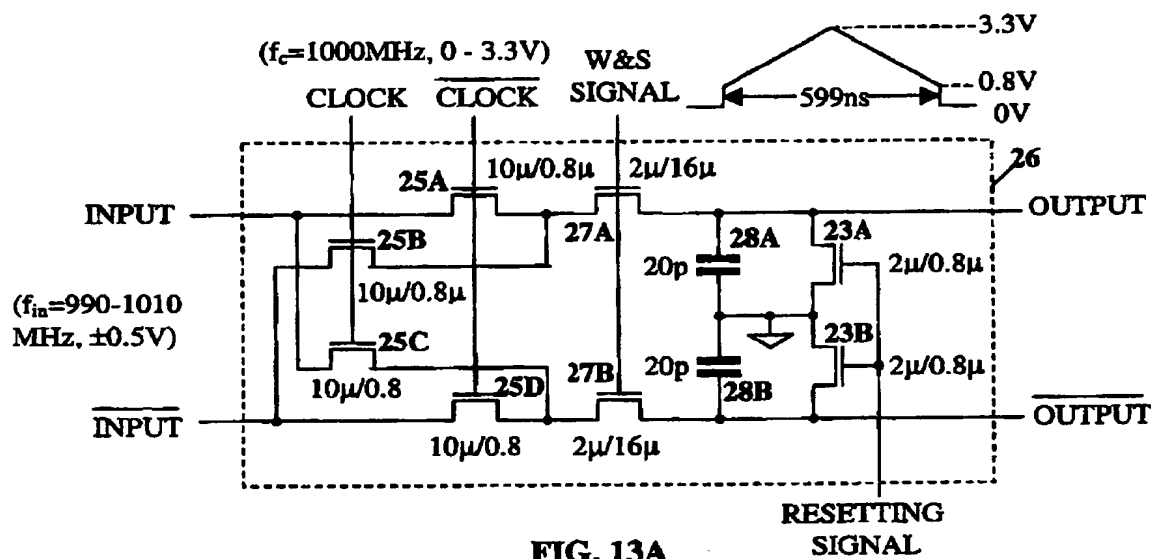 (fc=1000MHz, 0 - 3.3V)
CLOCK
CLOCK
W&S
SIGNAL
3.3V
0.8V
599ns
0V
26
10μ/0.8μ
2μ/16μ
25A
INPUT
27A
OUTPUT
25B
28A
23A
20p
2μ/0.8μ
10μ/0.8μ
(fin=990-1010
MHz, ±0.5V)
25C
23B
10μ/0.8
25D
27B
20p
2μ/0.8μ
28B
INPUT
OUTPUT
10μ/0.8
2μ/16μ
RESETTING
SIGNAL
FIG. 13A